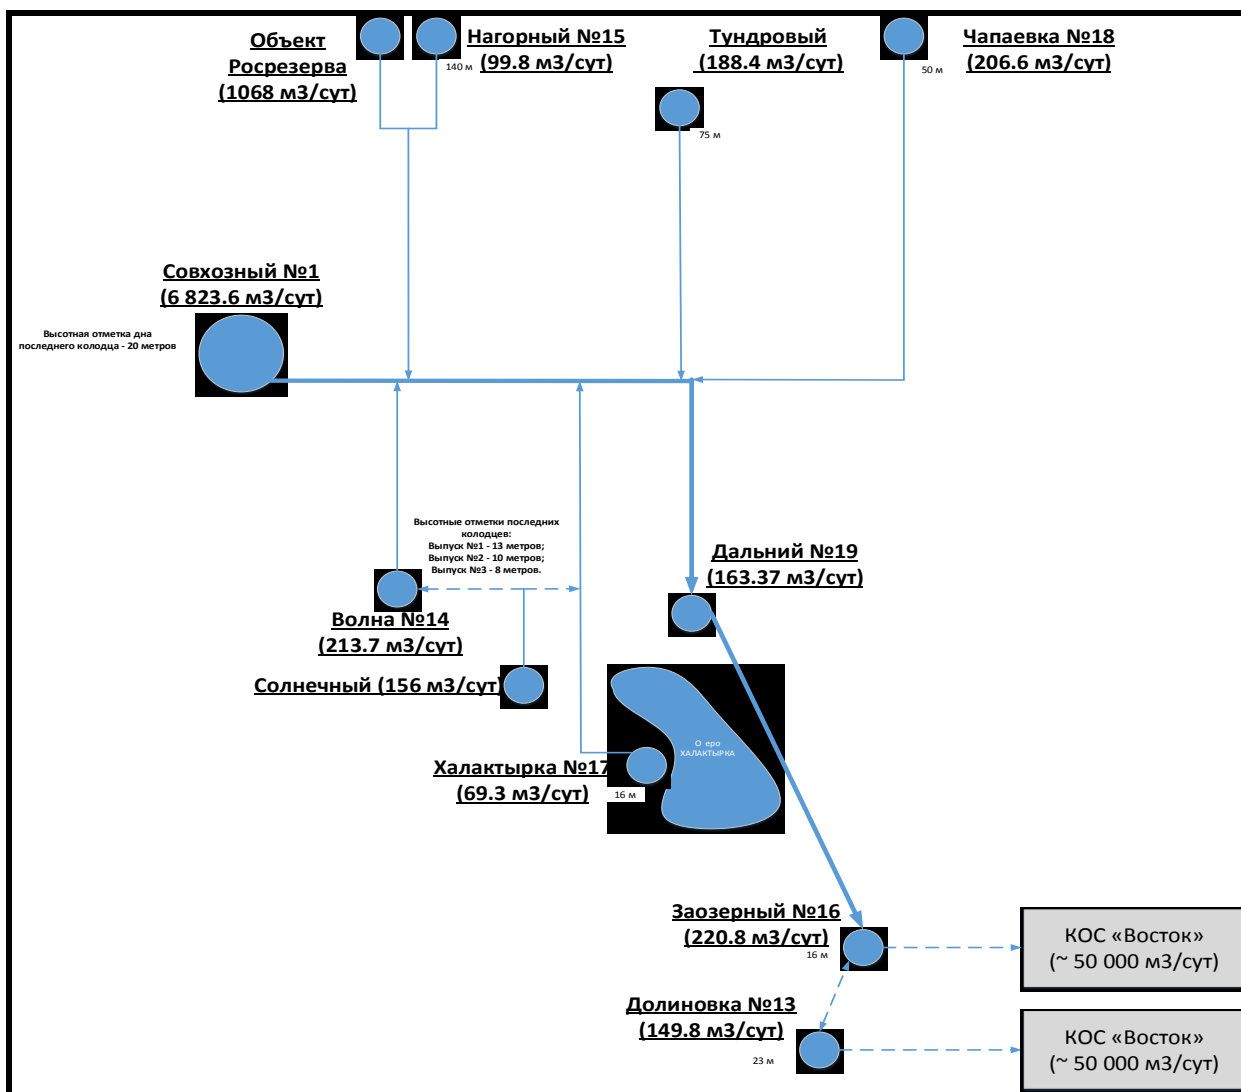 Объект
Росрезерва
(1068 м3/сут)
Нагорный №15
(99.8 м3/сут)
140 м
Тундровый
(188.4 м3/сут)
75 м
Чапаевка №18
(206.6 м3/сут)
50 м
Совхозный №1
(6 823.6 м3/сут)
Высотная отметка дна
последнего колодца - 20 метров
Высотные отметки последних
колодцев:
Выпуск №1 - 13 метров;
Выпуск №2 - 10 метров;
Выпуск №3 - 8 метров.
Дальний №19
(163.37 м3/сут)
Волна №14
(213.7 м3/сут)
Солнечный (156 м3/сут)
О еро
ХАЛАКТЫРКА
Халактырка №17
(69.3 м3/сут)
16 м
Заозерный №16
(220.8 м3/сут)
16 м
КОС «Восток»
(~ 50 000 м3/сут)
Долиновка №13
(149.8 м3/сут)
23 м
КОС «Восток»
(~ 50 000 м3/сут)